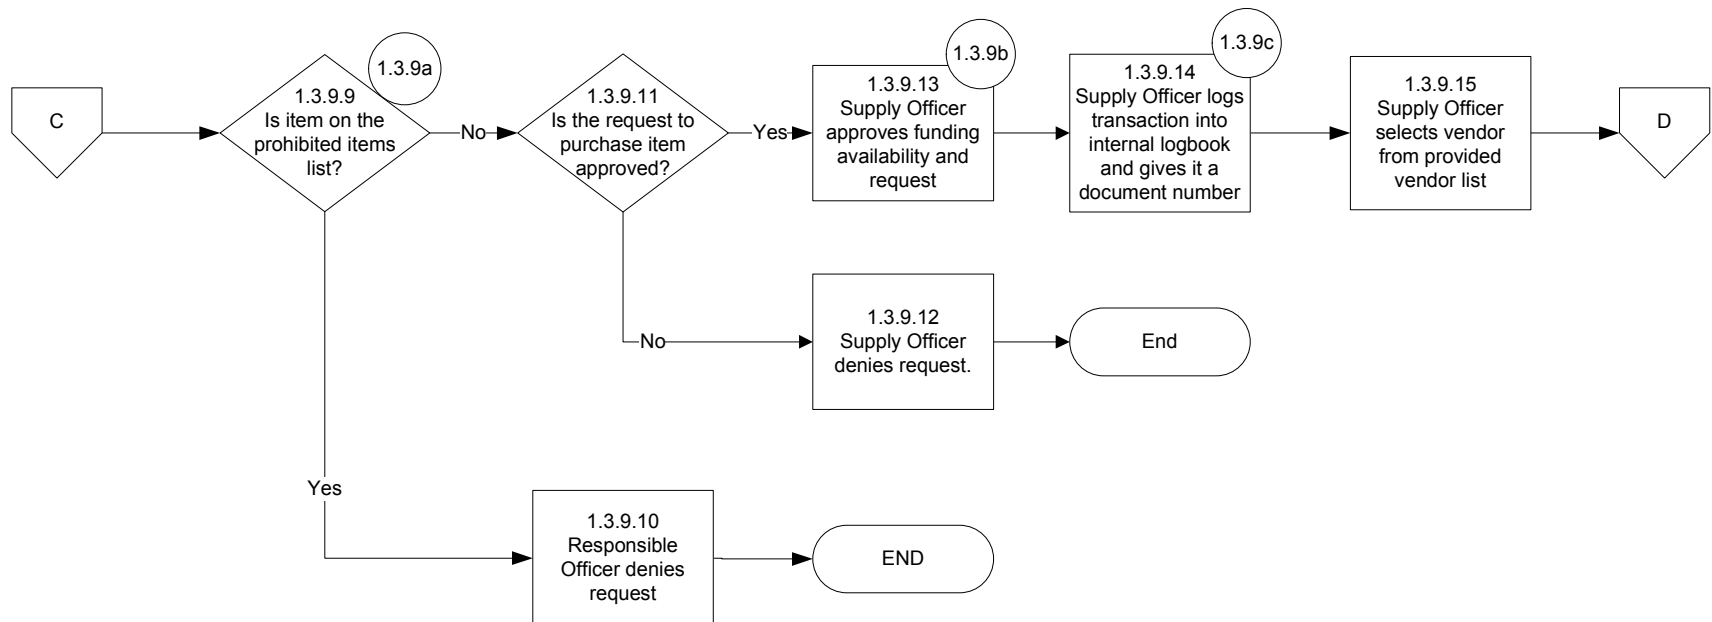 C
1.3.9.9
Is item on the
prohibited items
list?
1.3.9a
No
1.3.9.11
Is the request to
purchase item
approved?
Yes
1.3.9.13
Supply Officer
approves funding
availability and
request
1.3.9b
1.3.9.14
Supply Officer logs
transaction into
internal logbook
and gives it a
document number
1.3.9c
1.3.9.15
Supply Officer
selects vendor
from provided
vendor list
D
No
1.3.9.12
Supply Officer
denies request.
End
Yes
1.3.9.10
Responsible
Officer denies
request
END